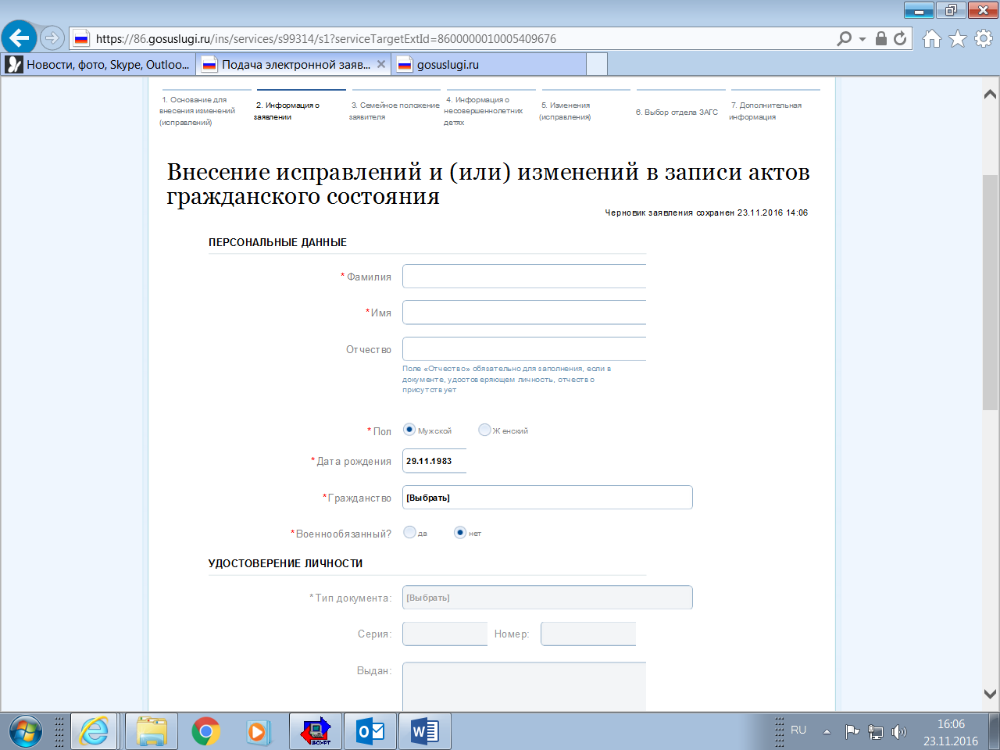 https://86.gosuslugi.ru/ins/services/s99314/s1?serviceTargetExtId=8600000010005409676
Новости, фото, Skype, Outloo...
Подача электронной заяв...
gosuslugi.ru
1. Основание для
внесения изменений
(исправлений)
2. Информация о
заявлении
3. Семейное положение
заявителя
4. Информация о
несовершеннолетних
детях
5. Изменения
(исправления)
6. Выбор отдела ЗАГС
7. Дополнительная
информация
Внесение исправлений и (или) изменений в записи актов
гражданского состояния
Черновик заявления сохранен 23.11.2016 14:06
ПЕРСОНАЛЬНЫЕ ДАННЫЕ
* Фамилия
* Имя
Отчество
Поле «Отчество» обязательно для заполнения, если в
документе, удостоверяющем личность, отчество
присутствует
* Пол Мужской Женский
* Дата рождения 29.11.1983
* Гражданство [Выбрать]
* Военнообязанный? да нет
УДОСТОВЕРЕНИЕ ЛИЧНОСТИ
* Тип документа: [Выбрать]
Серия: Номер:
Выдан:
RU
16:06
23.11.2016